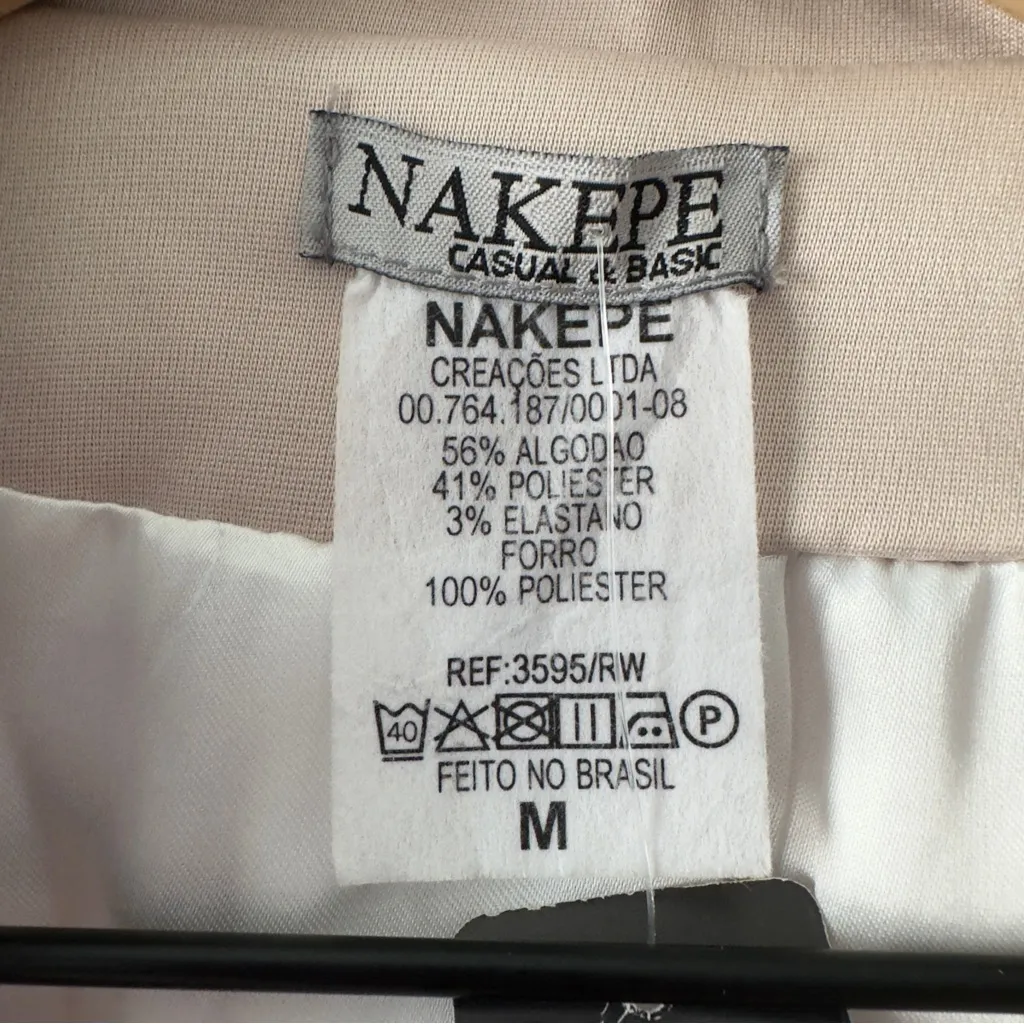 NAKEPE
CASUAL & BASIC
NAKEPE
CREAÇÕES LTDA
00.764.187/0001-08
56% ALGODAO
41% POLIESTER
3% ELASTANO
FORRO
100% POLIESTER
REF:3595/RW
40
P
FEITO NO BRASIL
M